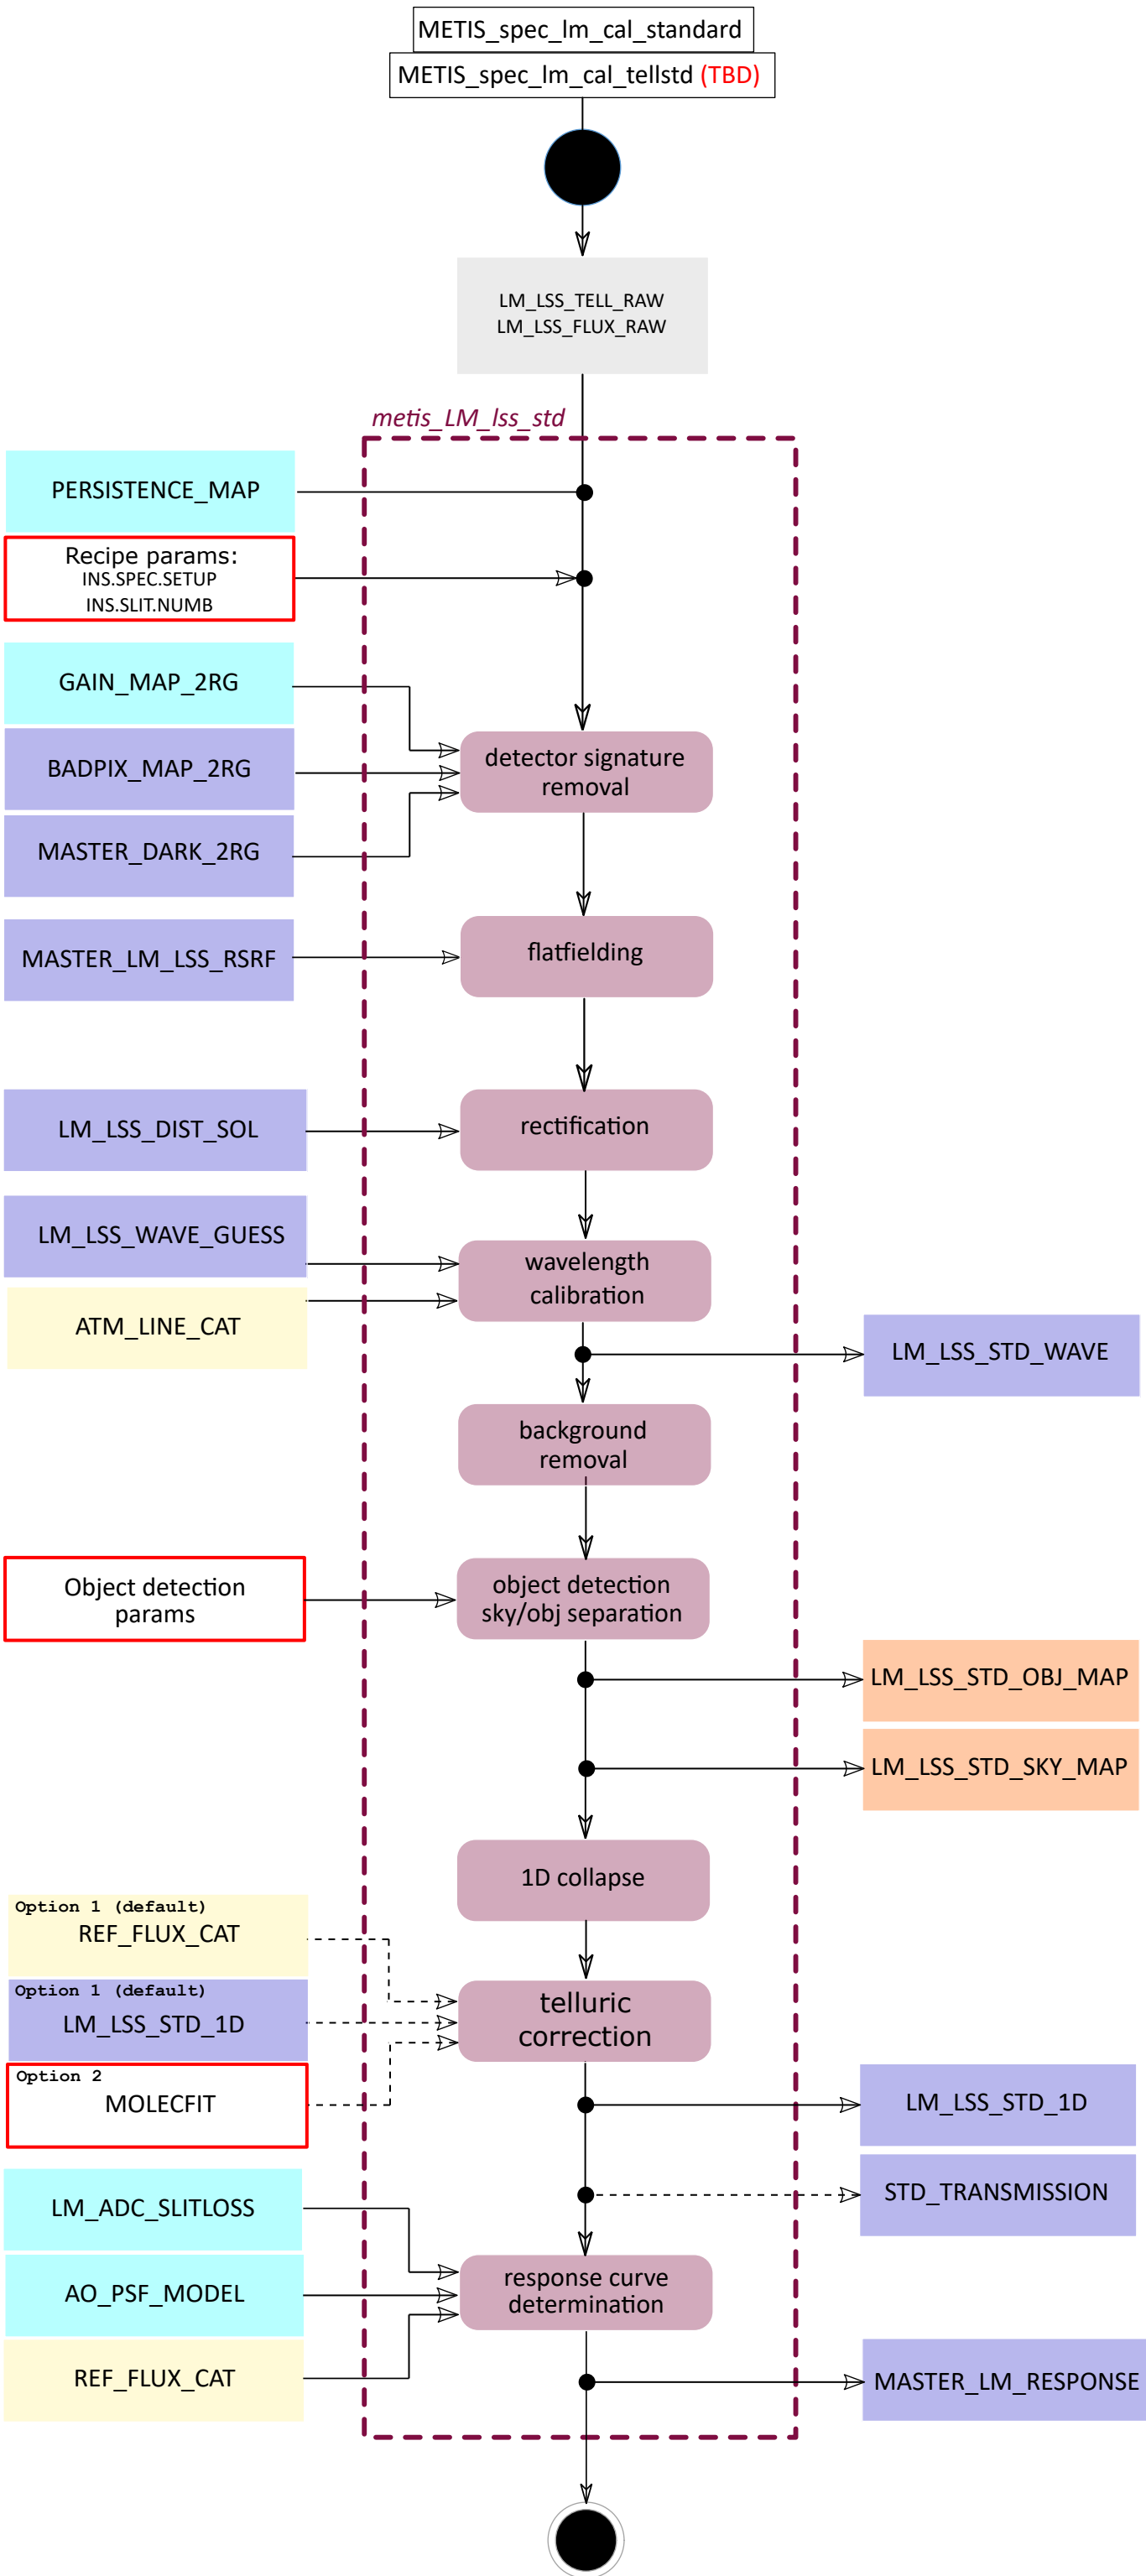 METIS_spec_lm_cal_standard
METIS_spec_lm_cal_tellstd (TBD)
LM_LSS_TELL_RAW
LM_LSS_FLUX_RAW
metis_LM_lss_std
PERSISTENCE_MAP
Recipe params:
INS.SPEC.SETUP
INS.SLIT.NUMB
GAIN_MAP_2RG
BADPIX_MAP_2RG
MASTER_DARK_2RG
detector signature
removal
MASTER_LM_LSS_RSRF
flatfielding
LM_LSS_DIST_SOL
rectification
LM_LSS_WAVE_GUESS
ATM_LINE_CAT
wavelength
calibration
LM_LSS_STD_WAVE
background
removal
Object detection
params
object detection
sky/obj separation
LM_LSS_STD_OBJ_MAP
LM_LSS_STD_SKY_MAP
1D collapse
Option 1 (default)
REF_FLUX_CAT
Option 1 (default)
LM_LSS_STD_1D
Option 2
MOLECFIT
telluric
correction
LM_LSS_STD_1D
STD_TRANSMISSION
LM_ADC_SLITLOSS
AO_PSF_MODEL
REF_FLUX_CAT
response curve
determination
MASTER_LM_RESPONSE